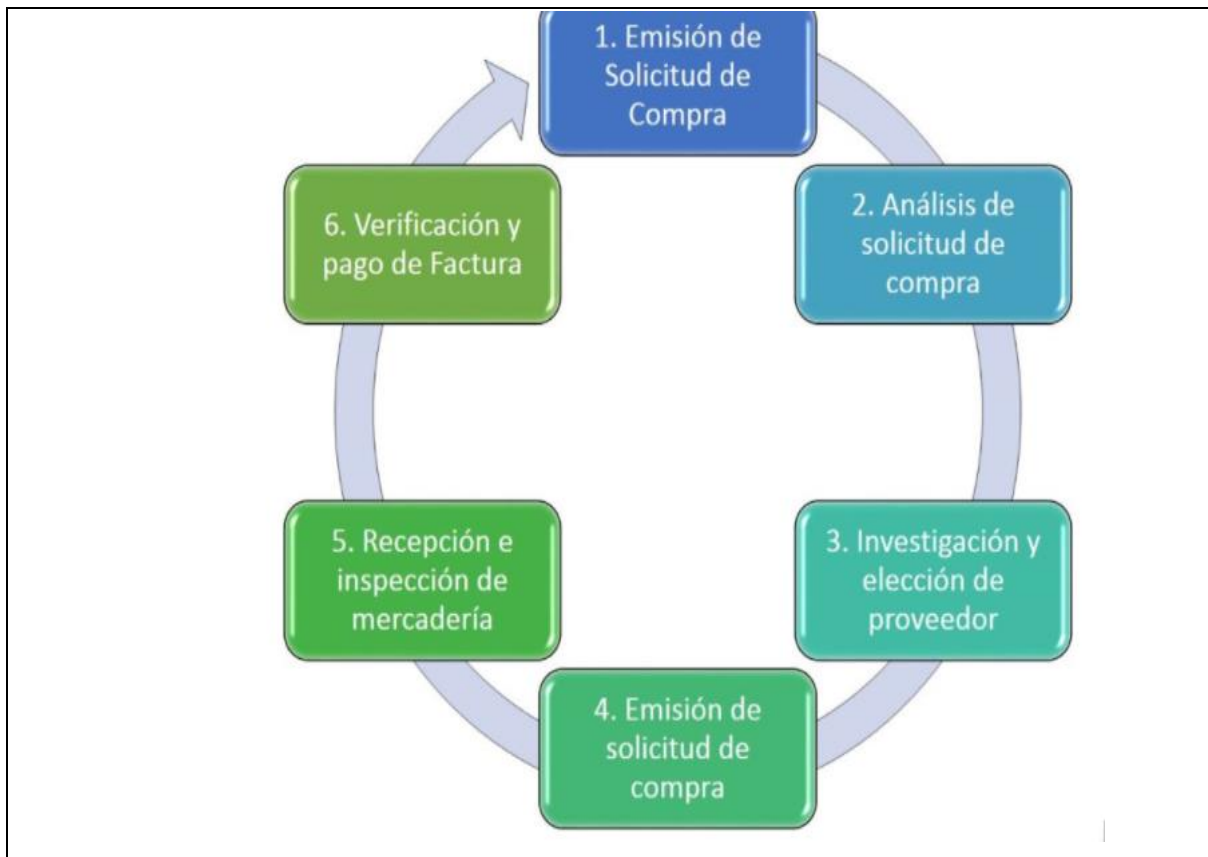 1. Emisión de
Solicitud de
Compra
2. Análisis de
solicitud de
compra
3. Investigación y
elección de
proveedor
4. Emisión de
solicitud de
compra
5. Recepción e
inspección de
mercadería
6. Verificación y
pago de Factura